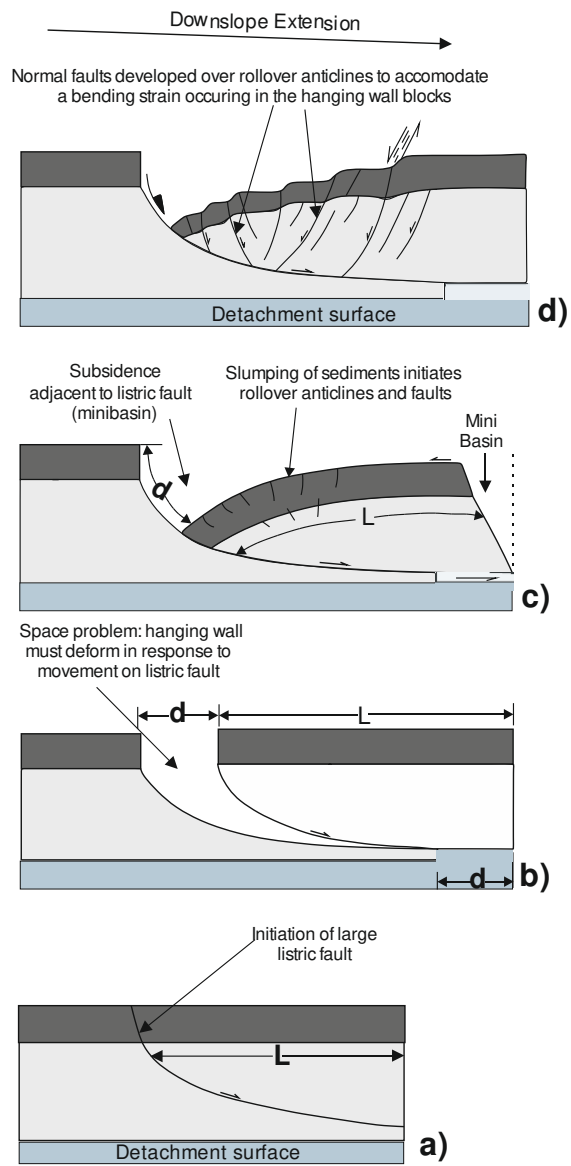 Downslope Extension
Normal faults developed over rollover anticlines to accomodate
a bending strain occuring in the hanging wall blocks
Detachment surface
d)
Subsidence
adjacent to listric fault
(minibasin)
Slumping of sediments initiates
rollover anticlines and faults
Mini
Basin
d
L
c)
Space problem: hanging wall
must deform in response to
movement on listric fault
d
L
d
b)
Initiation of large
listric fault
L
Detachment surface
a)